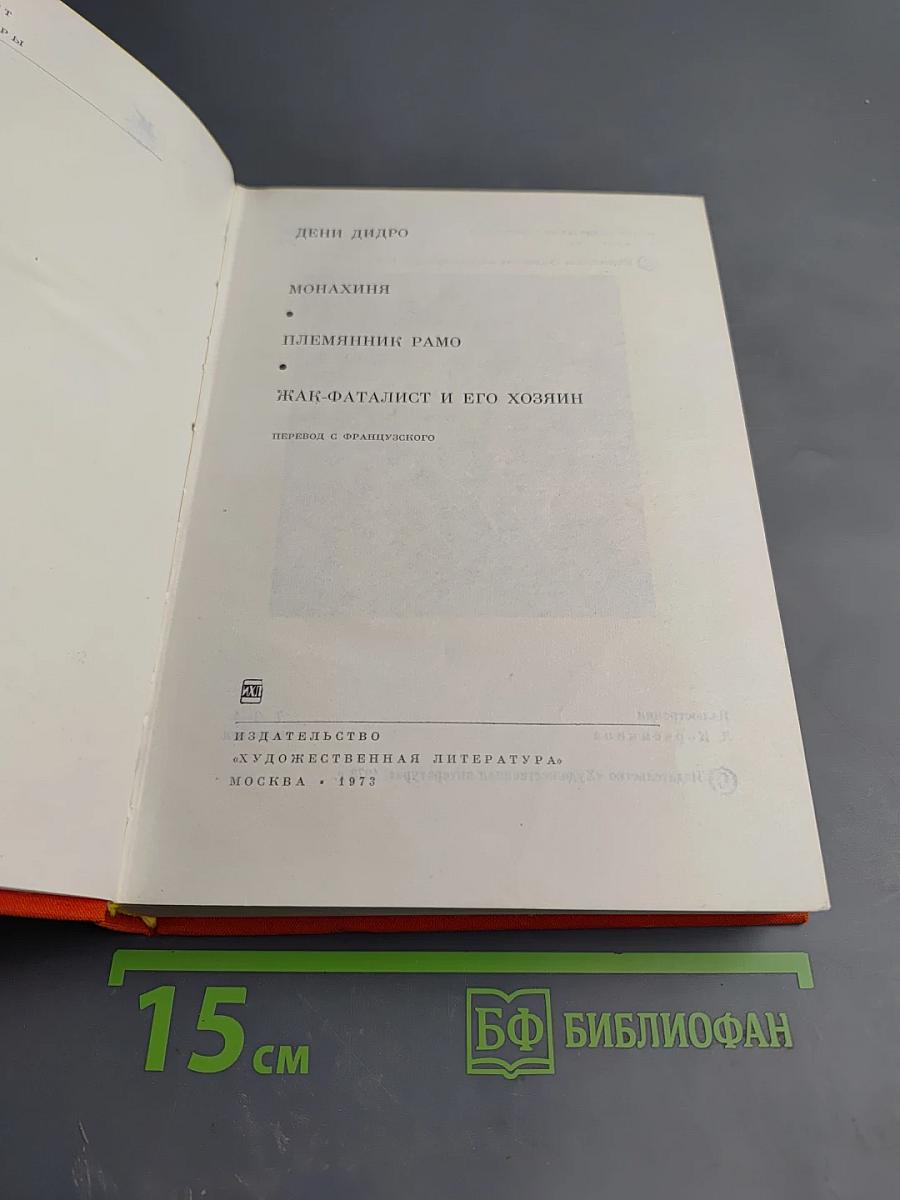 ДЕНИ ДИДРО
МОНАХИНЯ
•
ПЛЕМЯННИК РАМО
•
ЖАК-ФАТАЛИСТ И ЕГО ХОЗЯИН
ПЕРЕВОД С ФРАНЦУЗСКОГО
ИХЛ
ИЗДАТЕЛЬСТВО
«ХУДОЖЕСТВЕННАЯ ЛИТЕРАТУРА»
МОСКВА • 1973
15 СМ
БФ БИБЛИОФАН